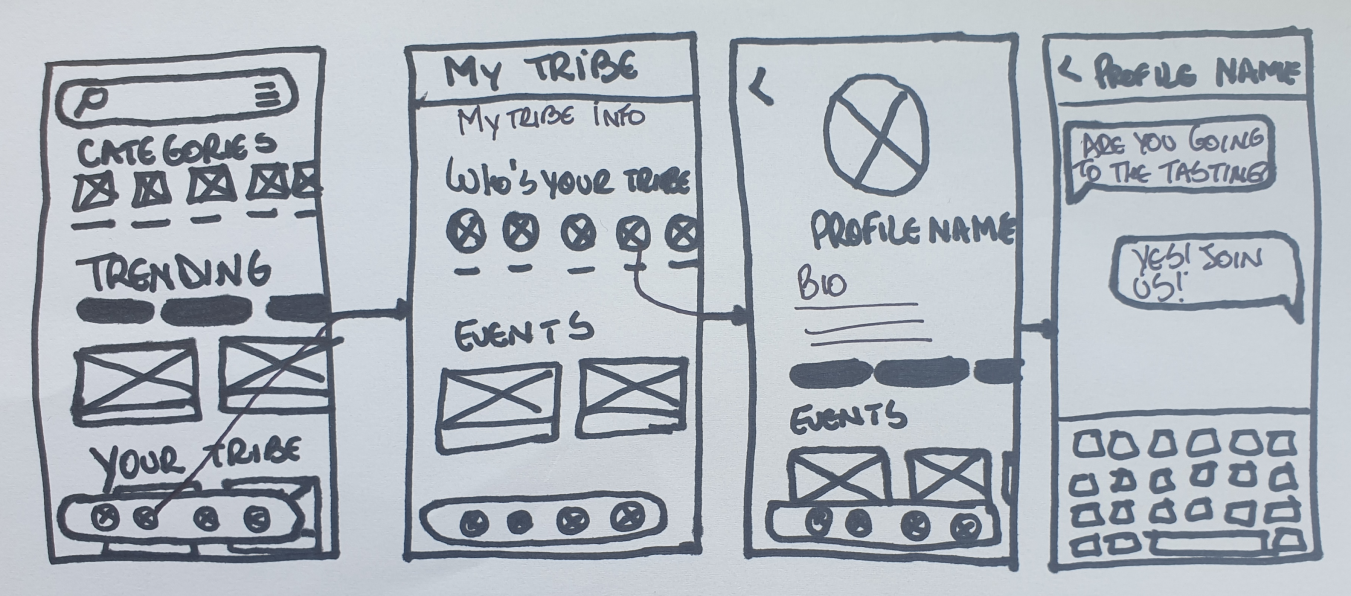 CATEGORIES
TRENDING
YOUR TRIBE
MY TRIBE
MY TRIBE INFO
WHO'S YOUR TRIBE
EVENTS
PROFILE NAME
BIO
EVENTS
PROFILE NAME
ARE YOU GOING
TO THE TASTING
YES! JOIN
US!